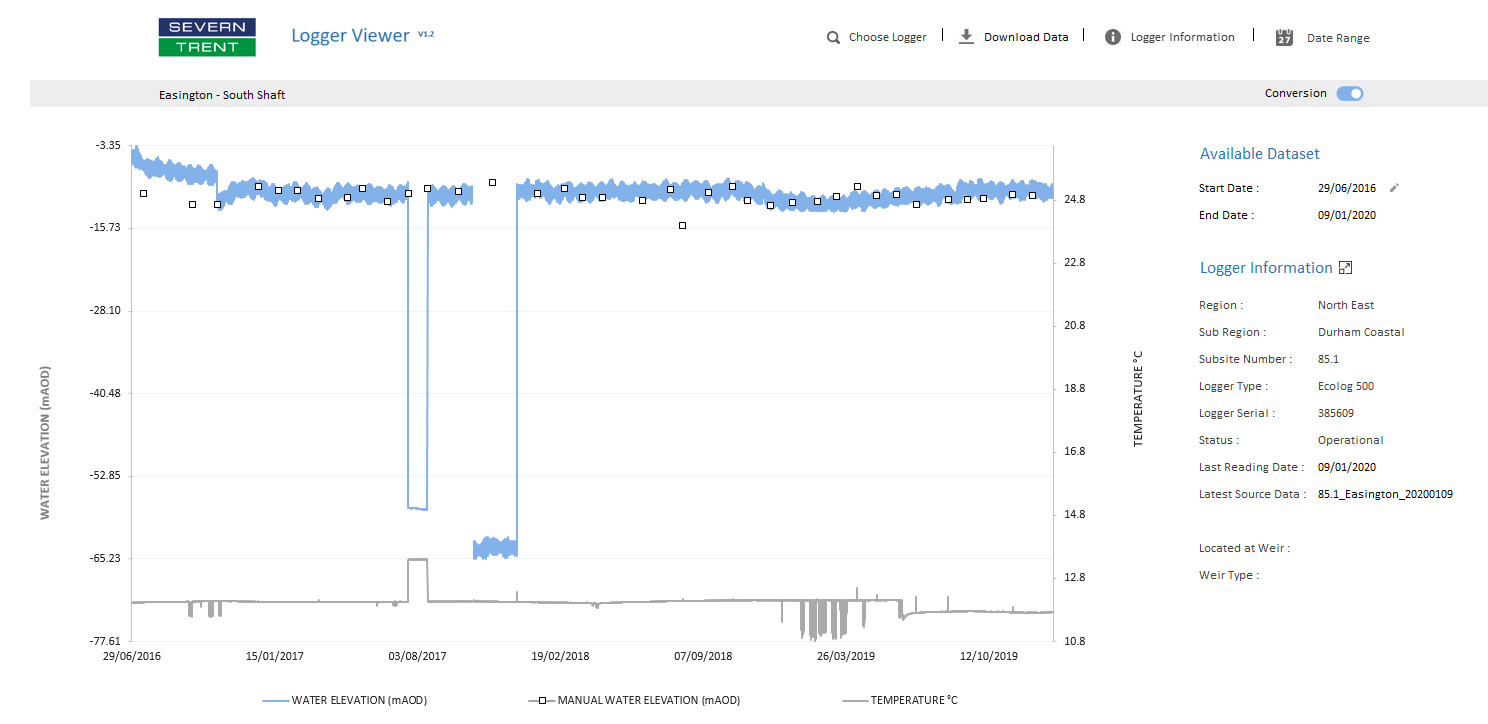 SEVERN
TRENT
Logger Viewer V1.2
Choose Logger
Download Data
Logger Information
27
Date Range
Easington - South Shaft
Conversion
-3.35
-15.73
-28.10
-40.48
-52.85
-65.23
-77.61
WATER ELEVATION (mAOD)
24.8
22.8
20.8
18.8
16.8
14.8
12.8
10.8
TEMPERATURE °C
29/06/2016
15/01/2017
03/08/2017
19/02/2018
07/09/2018
26/03/2019
12/10/2019
WATER ELEVATION (mAOD)
MANUAL WATER ELEVATION (mAOD)
TEMPERATURE °C
Available Dataset
Start Date : 29/06/2016
End Date : 09/01/2020
Logger Information
Region : North East
Sub Region : Durham Coastal
Subsite Number : 85.1
Logger Type : Ecolog 500
Logger Serial : 385609
Status : Operational
Last Reading Date : 09/01/2020
Latest Source Data : 85.1_Easington_20200109
Located at Weir :
Weir Type :